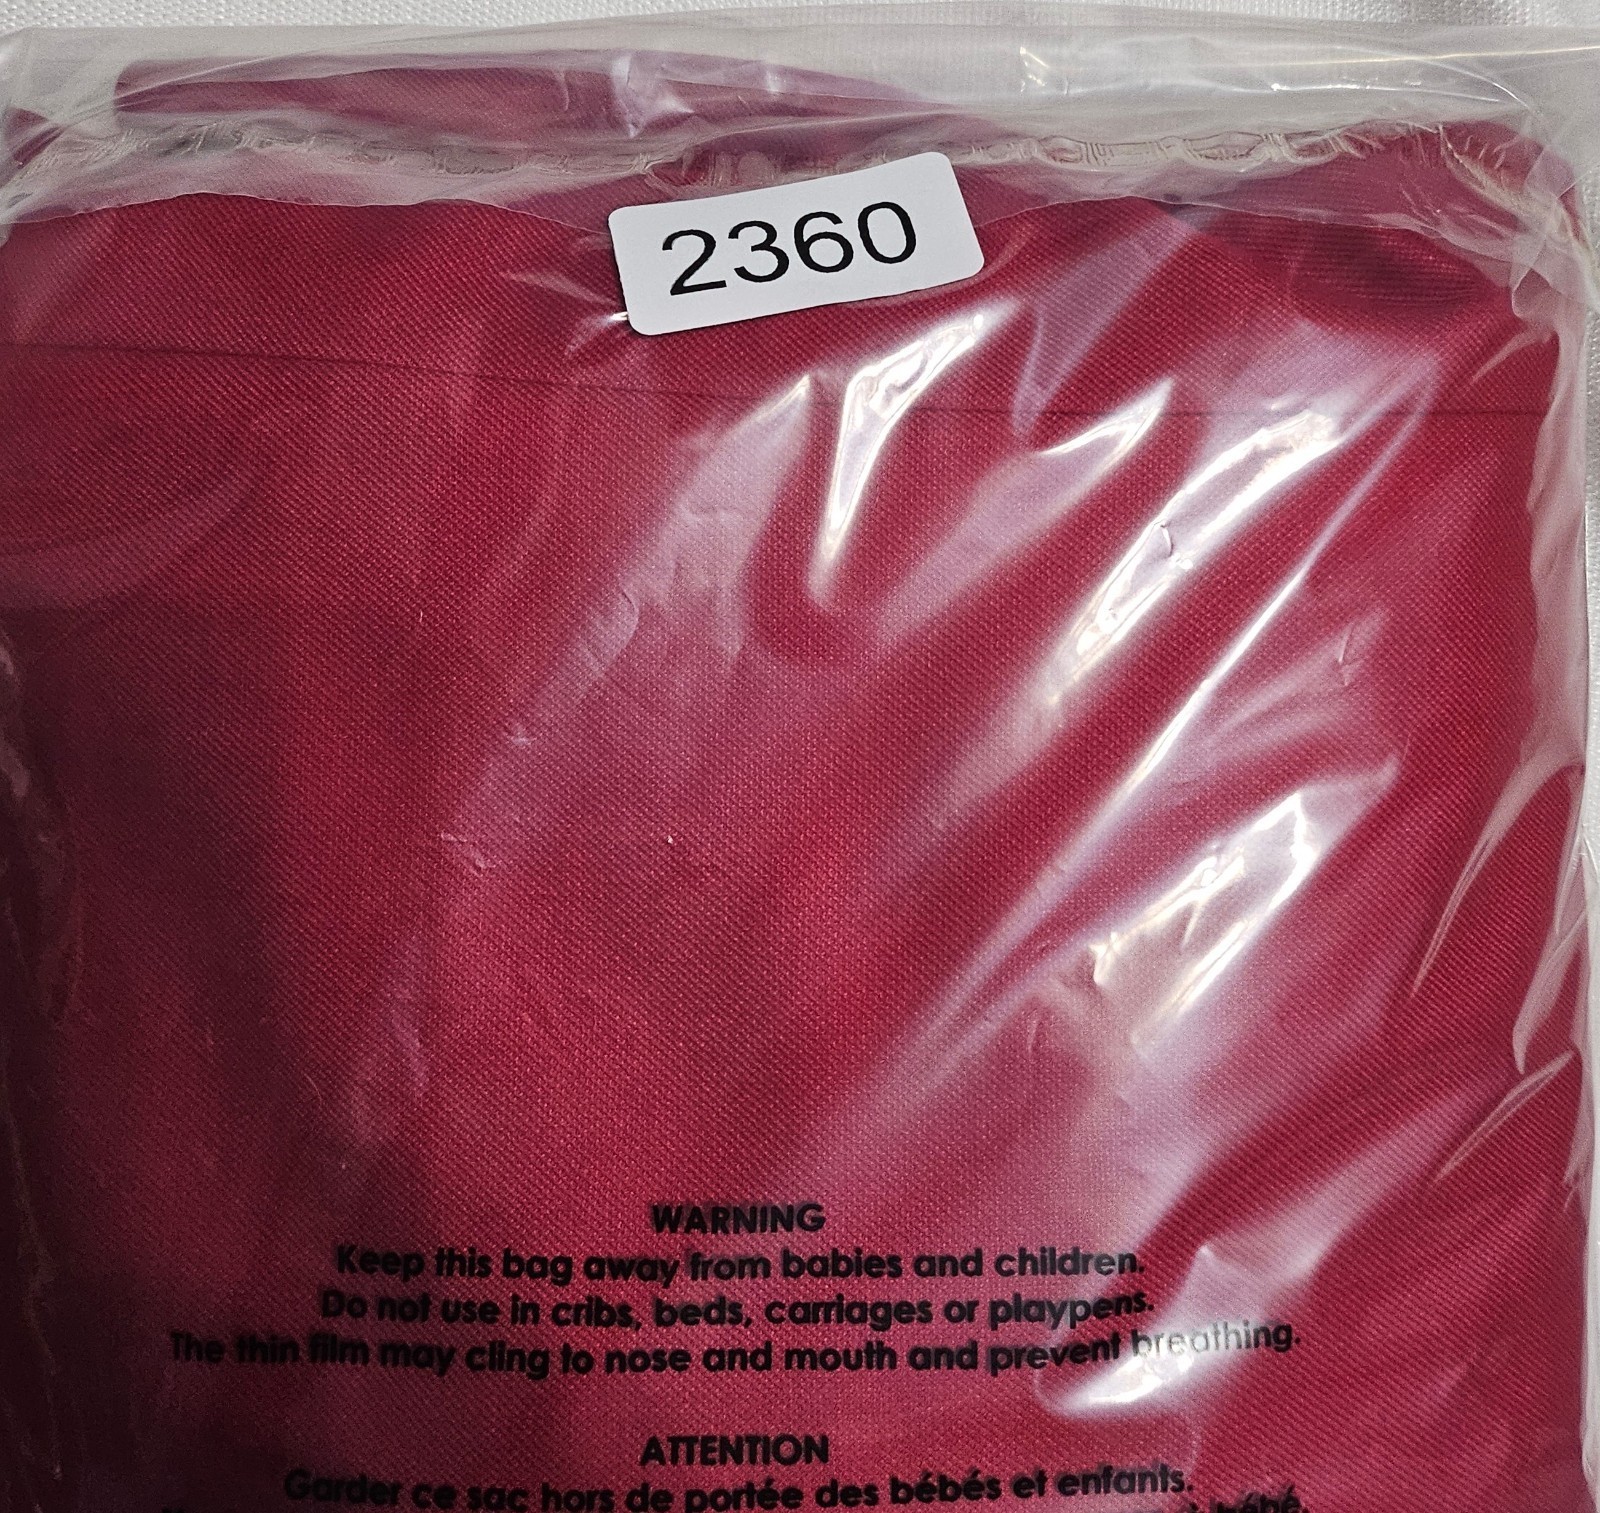 2360
WARNING
Keep this bag away from babies and children.
Do not use in cribs, beds, carriages or playpens.
The thin film may cling to nose and mouth and prevent breathing.
ATTENTION
Garder ce sac hors de portée des bébés et enfants.
bébé.